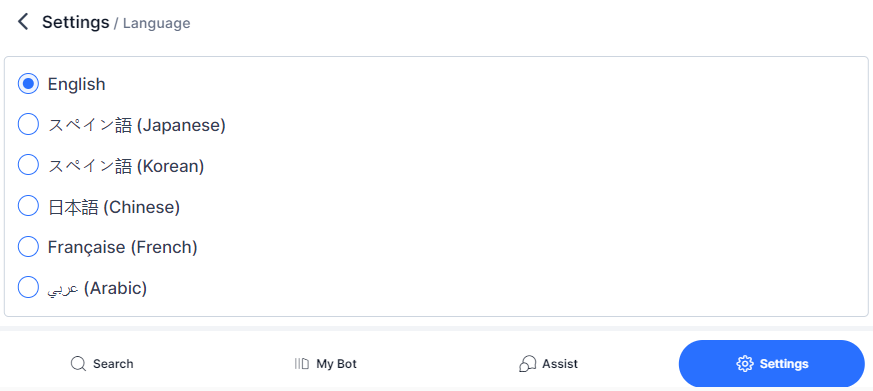 Settings / Language
English
スペイン語 (Japanese)
スペイン語 (Korean)
日本語 (Chinese)
Française (French)
عربي (Arabic)
Search
My Bot
Assist
Settings